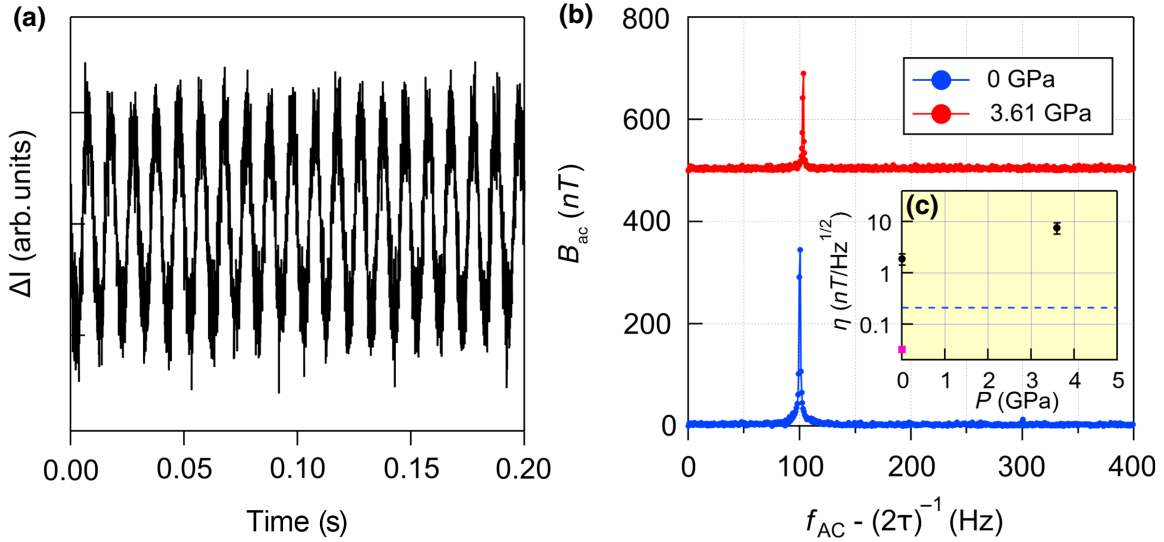 (a)
ΔI (arb. units)
0.00 0.05 0.10 0.15 0.20
Time (s)
(b)
800
600
400
200
0
B_ac (nT)
0 GPa
3.61 GPa
(c)
10
1
0.1
η (nT/Hz^1/2)
0 1 2 3 4 5
P (GPa)
0 100 200 300 400
f_AC - (2τ)^-1 (Hz)